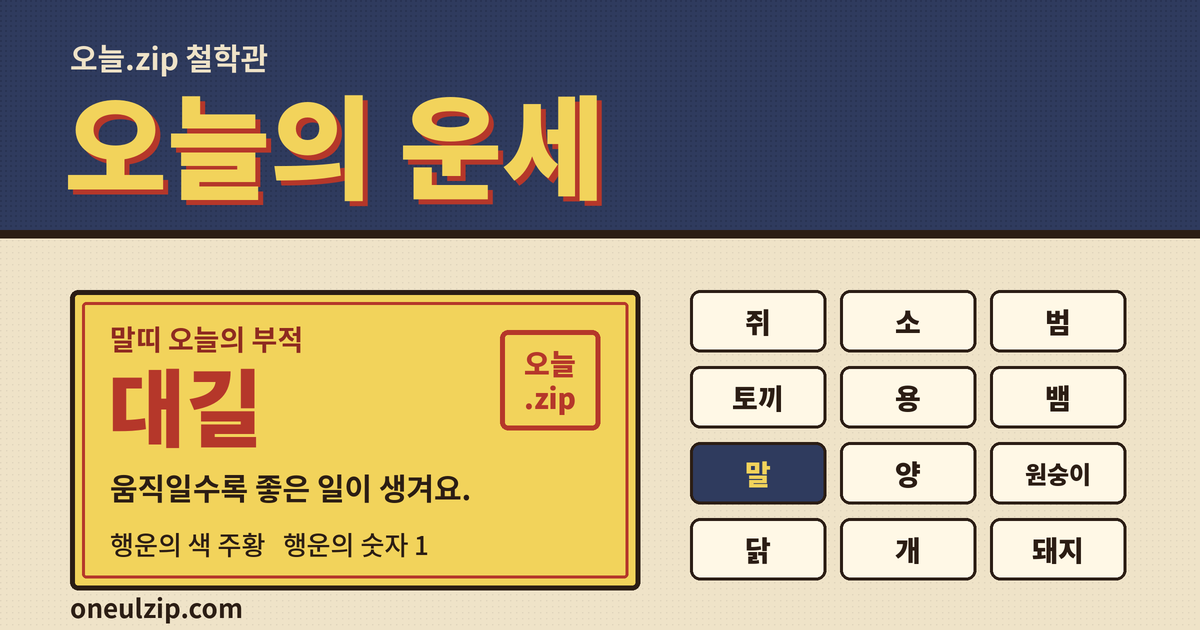 오늘.zip 철학관
오늘의 운세
말띠 오늘의 부적
대길
움직일수록 좋은 일이 생겨요.
행운의 색 주황 행운의 숫자 1
오늘
.zip
쥐 소 범
토끼 용 뱀
말 양 원숭이
닭 개 돼지
oneulzip.com